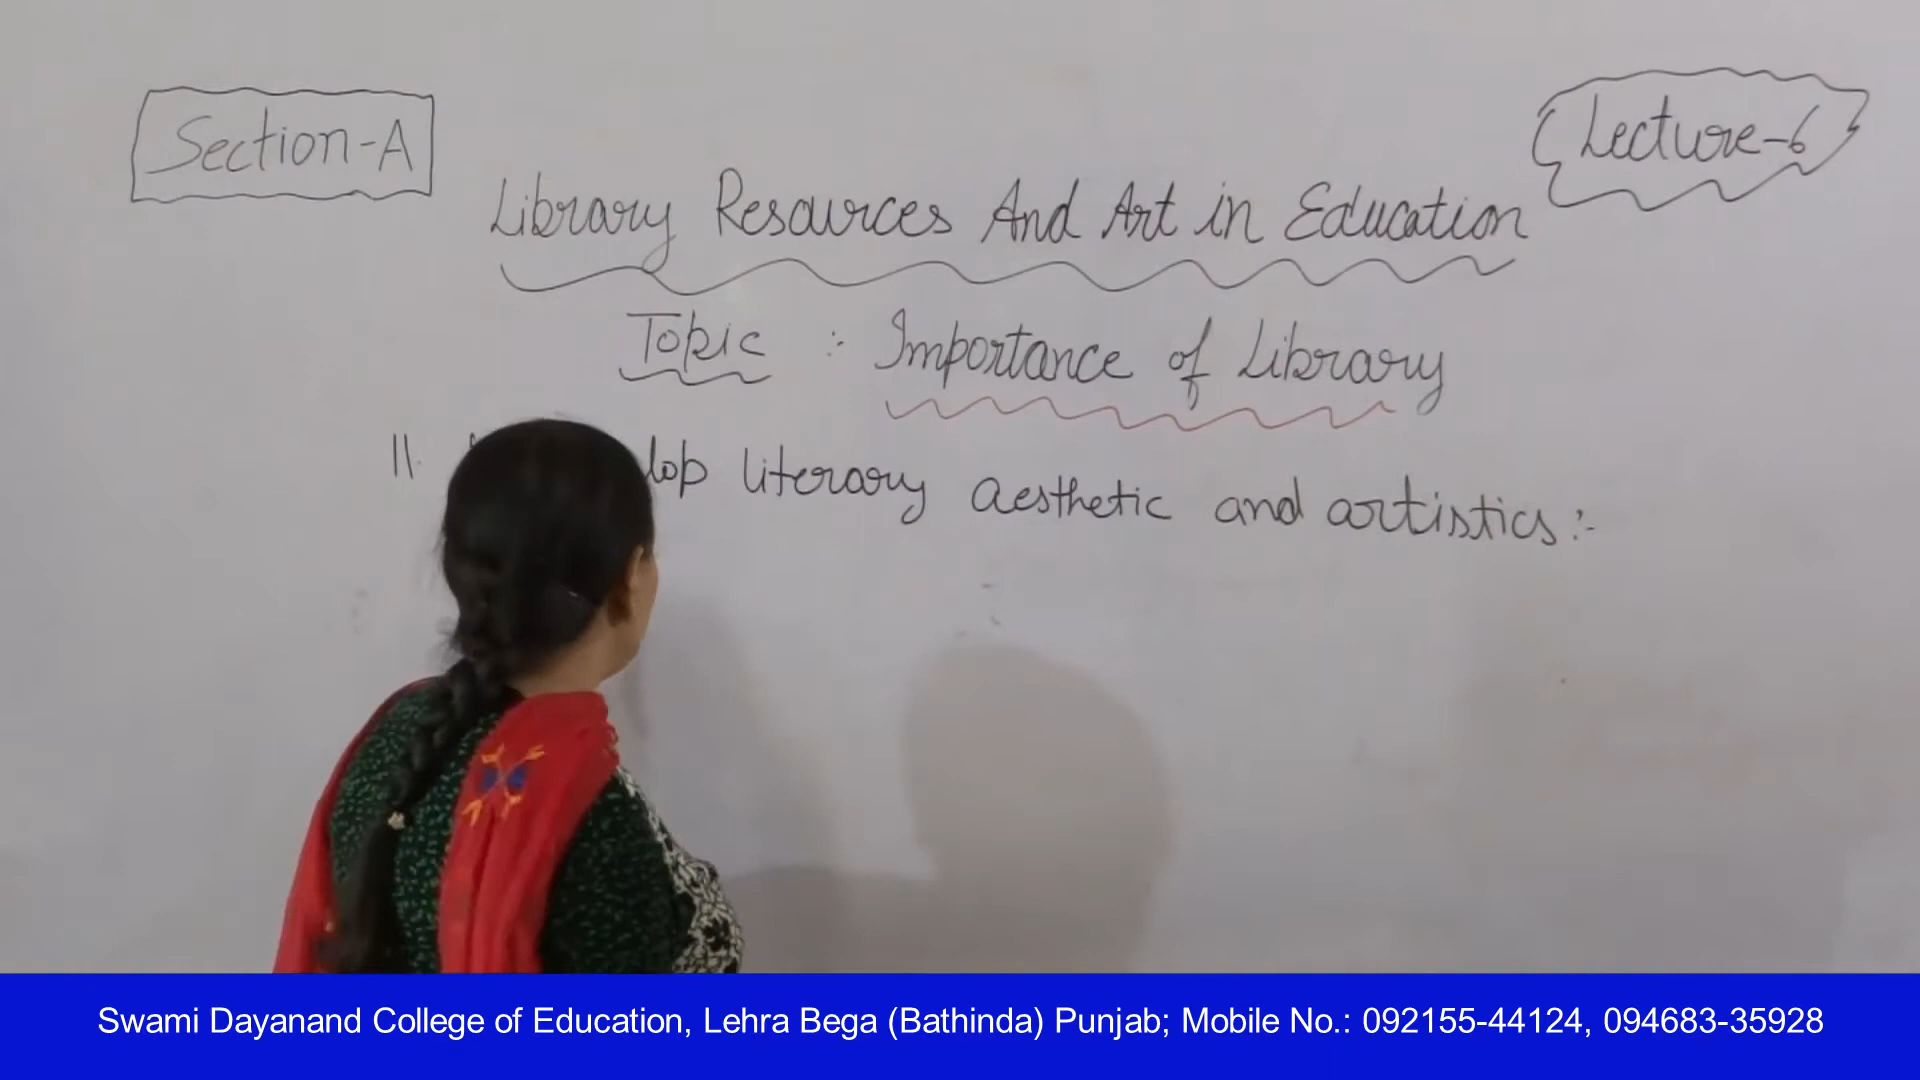 Section-A
Lecture-6
Library Resources And Art in Education
Topic :- Importance of Library
11. literary aesthetic and artistics :-
Swami Dayanand College of Education, Lehra Bega (Bathinda) Punjab; Mobile No.: 092155-44124, 094683-35928